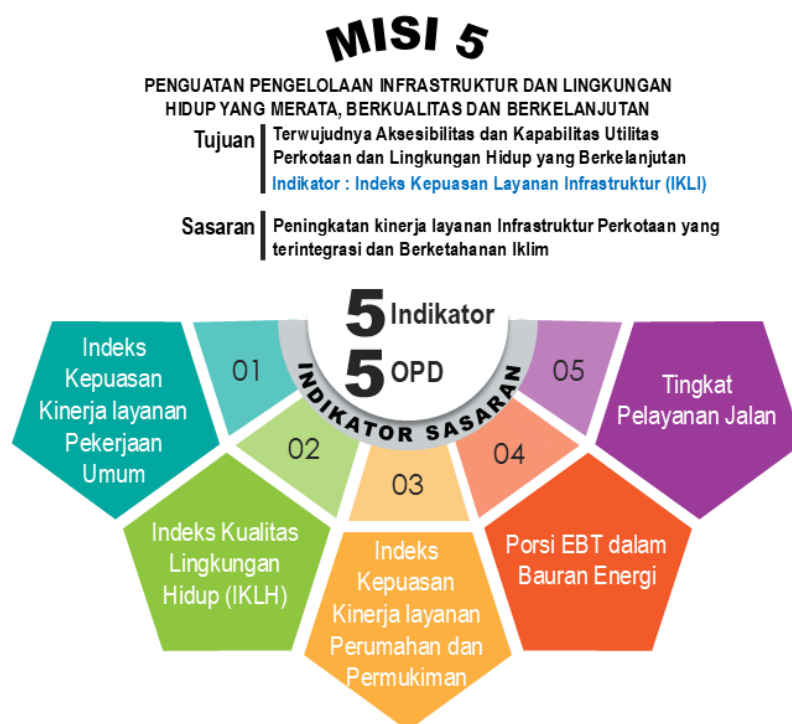 MISI 5
PENGUATAN PENGELOLAAN INFRASTRUKTUR DAN LINGKUNGAN
HIDUP YANG MERATA, BERKUALITAS DAN BERKELANJUTAN
Tujuan
Terwujudnya Aksesibilitas dan Kapabilitas Utilitas
Perkotaan dan Lingkungan Hidup yang Berkelanjutan
Indikator : Indeks Kepuasan Layanan Infrastruktur (IKLI)
Sasaran
Peningkatan kinerja layanan Infrastruktur Perkotaan yang
terintegrasi dan Berketahanan Iklim
5 Indikator
5 OPD
INDIKATOR SASARAN
01
Indeks
Kepuasan
Kinerja layanan
Pekerjaan
Umum
02
Indeks Kualitas
Lingkungan
Hidup (IKLH)
03
Indeks
Kepuasan
Kinerja layanan
Perumahan dan
Permukiman
04
Porsi EBT dalam
Bauran Energi
05
Tingkat
Pelayanan Jalan